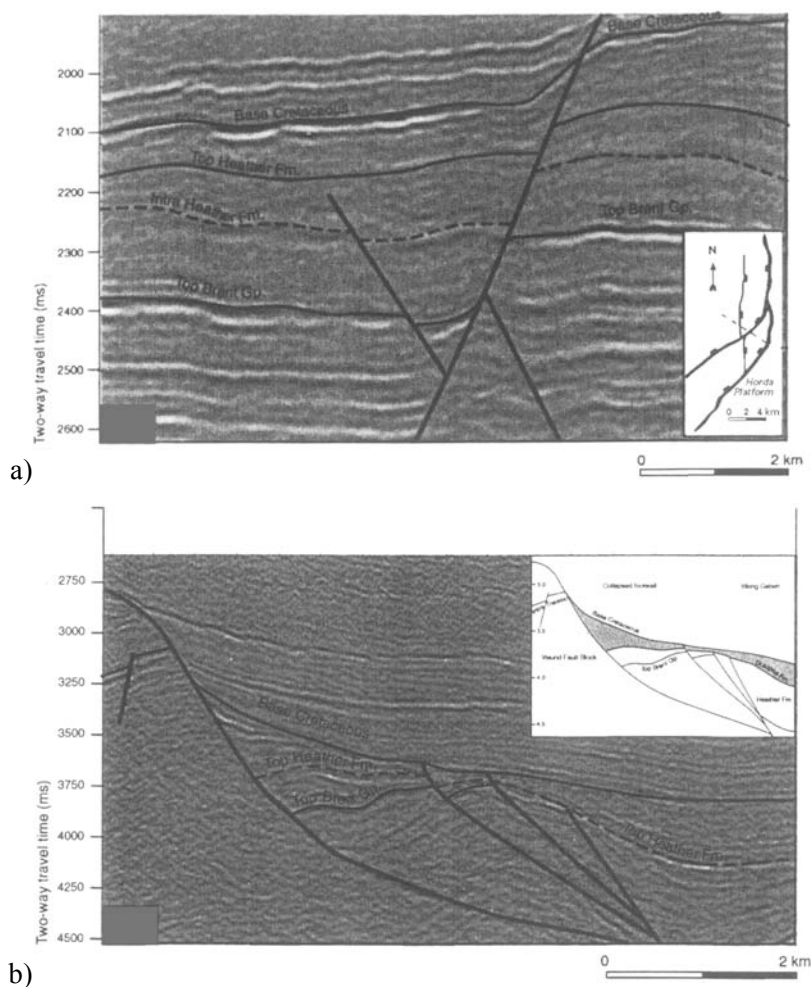 Base Cretaceous
2000
Base Cretaceous
2100
Top Heather Fm.
2200
Intra Heather Fm.
Top Brent Gp.
2300
Top Brent Gp.
2400
2500
2600
Two-way travel time (ms)
N
Horda
Platform
0 2 4 km
0 2 km
a)
2750
3000
3250
3500
3750
4000
4250
4500
Two-way travel time (ms)
Base Cretaceous
Top Heather Fm.
Top Brent Gp.
Intra Heather Fm.
Collapsed Footwall
Viking Graben
Base Cretaceous
Fault Block
Top Brent Gp.
Heather Fm.
0 2 km
b)